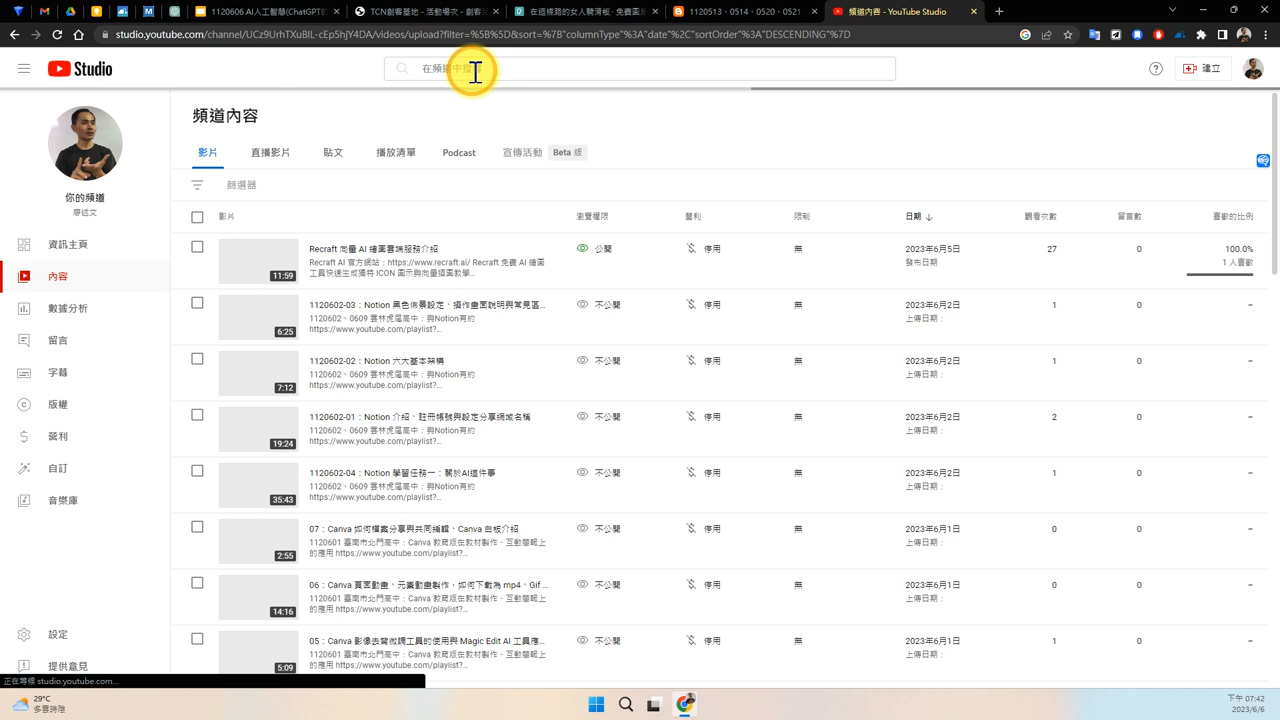 1120606 AI人工智慧(ChatGPT的
TCN創客基地 - 活動場次 - 創客
在這傍晚的女人騎滑板 - 免費圖
1120513、0514、0520、01
頻道內容 - YouTube Studio
studio.youtube.com/channel/UCz9UrhTXuBIL-cEp5hjY4DA/videos/upload?filter=%5B%5D&sort=%7B"columnType"%3A"date"%2C"sortOrder"%3A"DESCENDING"%7D
Studio
在頻道中搜尋
建立
頻道內容
影片 直播影片 貼文 播放清單 Podcast 宣傳活動 Beta 版
篩選器
你的頻道
廖述文
資訊主頁
內容
數據分析
留言
字幕
版權
營利
自訂
音樂庫
設定
提供意見
影片 瀏覽權限 營利 限制 日期 觀看次數 留言數 喜歡的比例
11:59
Recraft 向量 AI 繪圖雲端服務介紹
Recraft AI 官方網站：https://www.recraft.ai/ Recraft 免費 AI 繪圖
工具快速生成獨特 ICON 圖示與向量插圖教學...
公開 停用 無 2023年6月5日 27 0 100.0%
發布日期 1 人喜歡
6:25
1120602-03：Notion 黑色佈景設定、操作畫面說明與常見區...
1120602、0609 雲林虎尾高中：與Notion有約
https://www.youtube.com/playlist?...
不公開 停用 無 2023年6月2日 1 0 –
上傳日期：
7:12
1120602-02：Notion 六大基本架構
1120602、0609 雲林虎尾高中：與Notion有約
https://www.youtube.com/playlist?...
不公開 停用 無 2023年6月2日 1 0 –
上傳日期：
19:24
1120602-01：Notion 介紹、註冊帳號與設定分享網域名稱
1120602、0609 雲林虎尾高中：與Notion有約
https://www.youtube.com/playlist?...
不公開 停用 無 2023年6月2日 2 0 –
上傳日期：
35:43
1120602-04：Notion 學習任務一：關於AI這件事
1120602、0609 雲林虎尾高中：與Notion有約
https://www.youtube.com/playlist?...
不公開 停用 無 2023年6月2日 1 0 –
上傳日期：
2:55
07：Canva 如何檔案分享與共同編輯、Canva 白板介紹
1120601 臺南市北門高中：Canva 教育版在教材製作、互動簡報上
的應用 https://www.youtube.com/playlist?...
不公開 停用 無 2023年6月1日 0 0 –
上傳日期：
14:16
06：Canva 頁面動畫、元素動畫製作，如何下載為 mp4、Gif ...
1120601 臺南市北門高中：Canva 教育版在教材製作、互動簡報上
的應用 https://www.youtube.com/playlist?...
不公開 停用 無 2023年6月1日 0 0 –
上傳日期：
5:09
05：Canva 影像去背微調工具的使用與 Magic Edit AI 工具應...
1120601 臺南市北門高中：Canva 教育版在教材製作、互動簡報上
的應用 https://www.youtube.com/playlist?...
不公開 停用 無 2023年6月1日 1 0 –
上傳日期：
正在等候 studio.youtube.com...
29°C
多雲時陰
下午 07:42
2023/6/6